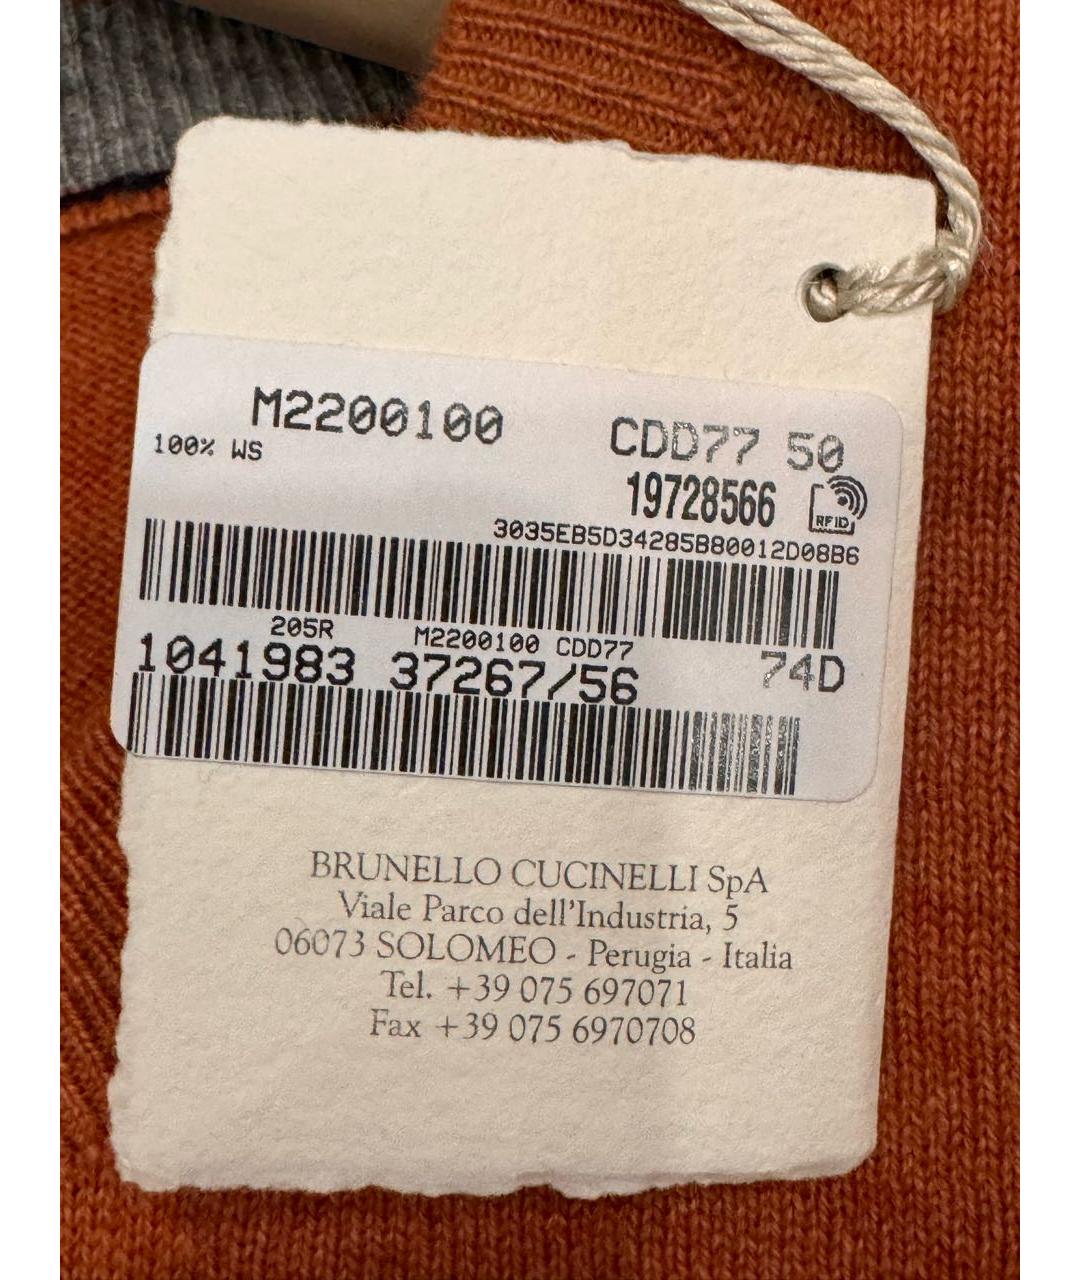 M2200100 CDD77 50
100% WS
19728566
RFID
3035EB5D34285B80012D08B6
205R M2200100 CDD77
1041983 37267/56 74D
BRUNELLO CUCINELLI SpA
Viale Parco dell'Industria, 5
06073 SOLOMEO - Perugia - Italia
Tel. +39 075 697071
Fax +39 075 6970708